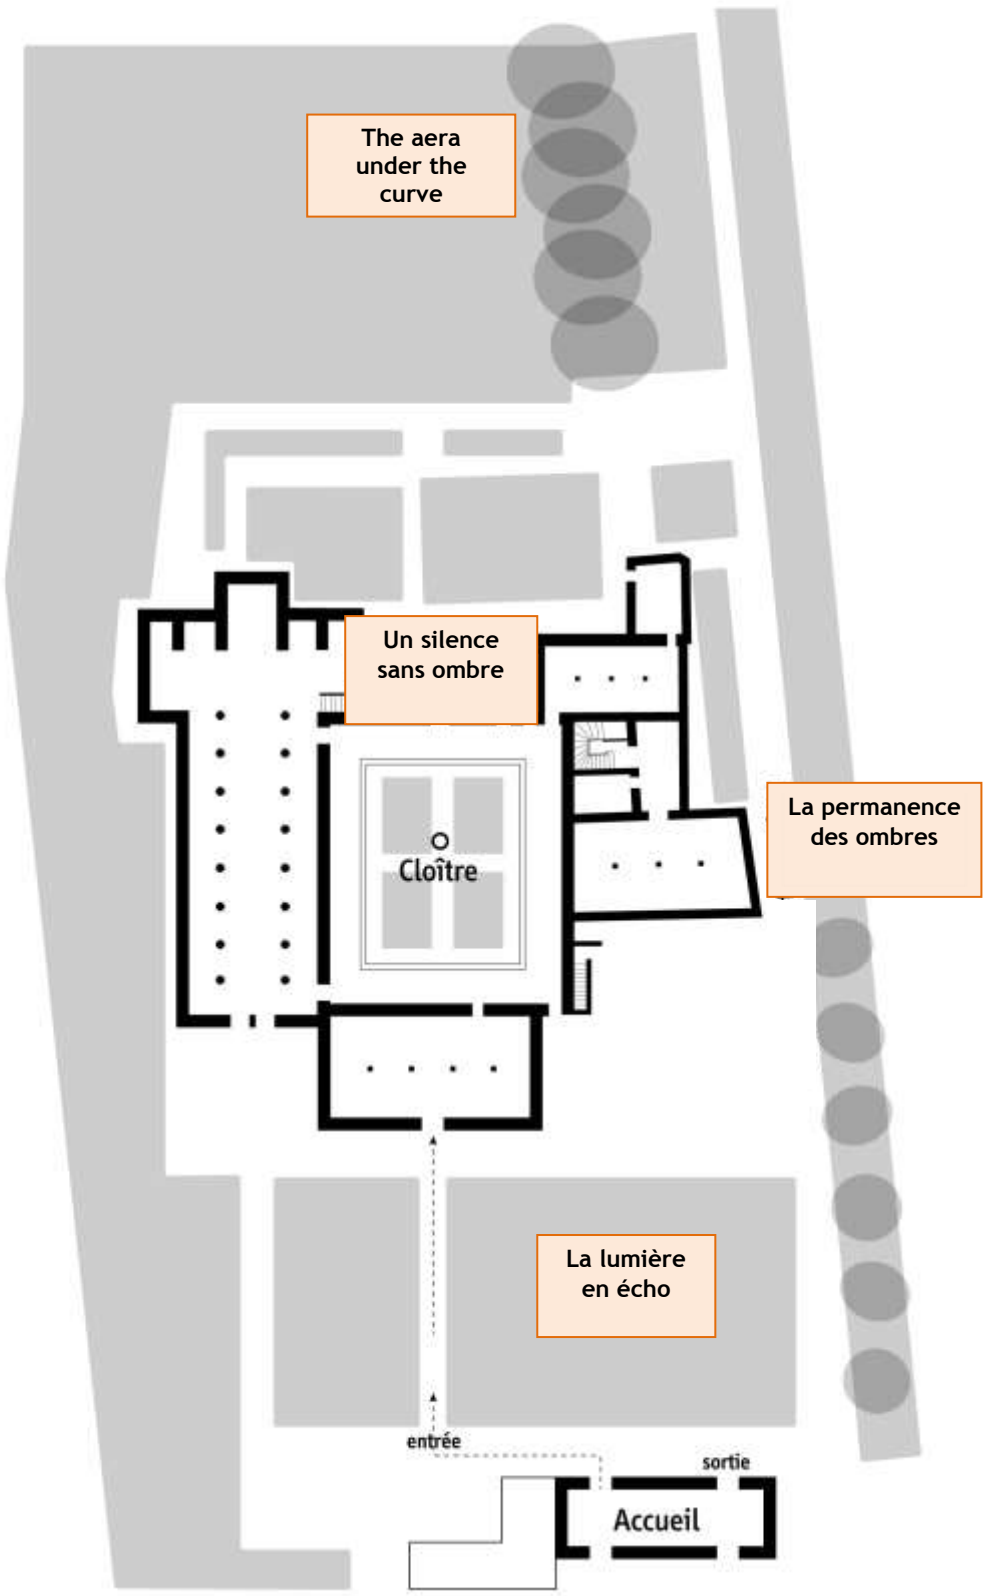 The aera
under the
curve
Un silence
sans ombre
La permanence
des ombres
Cloître
La lumière
en écho
entrée
sortie
Accueil